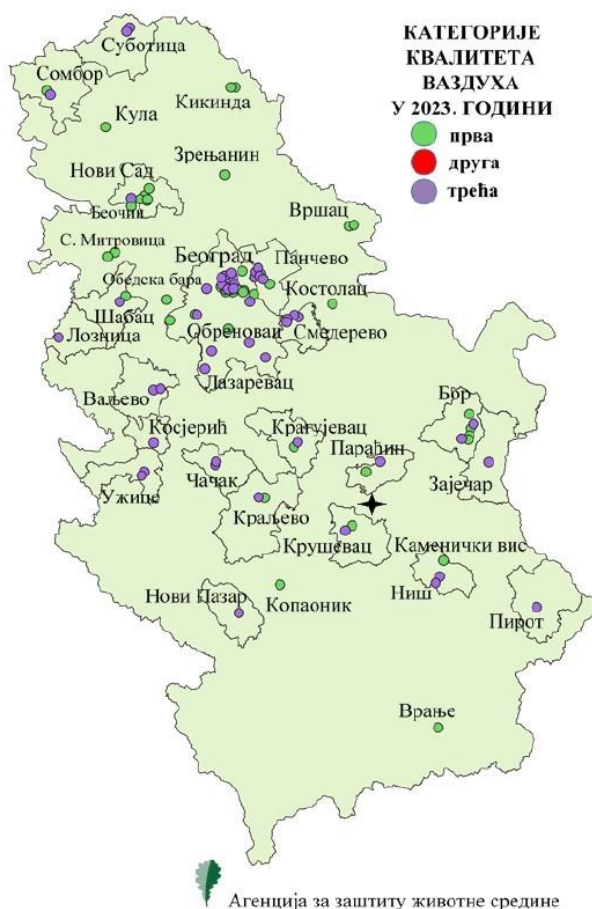 КАТЕГОРИЈЕ
КВАЛИТЕТА
ВАЗДУХА
У 2023. ГОДИНИ
прва
друга
трећа
Суботица
Сомбор
Кикинда
Кула
Зрењанин
Нови Сад
Беочин
Вршац
С. Митровица
Београд
Панчево
Обедска бара
Костолац
Шабац
Обреновац
Смедерево
Лозница
Лазаревац
Ваљево
Бор
Косјерић
Крагујевац
Параћин
Зајечар
Чачак
Ужице
Краљево
Крушевац
Каменички вис
Нови Пазар
Копаоник
Ниш
Пирот
Врање
Агенција за заштиту животне средине